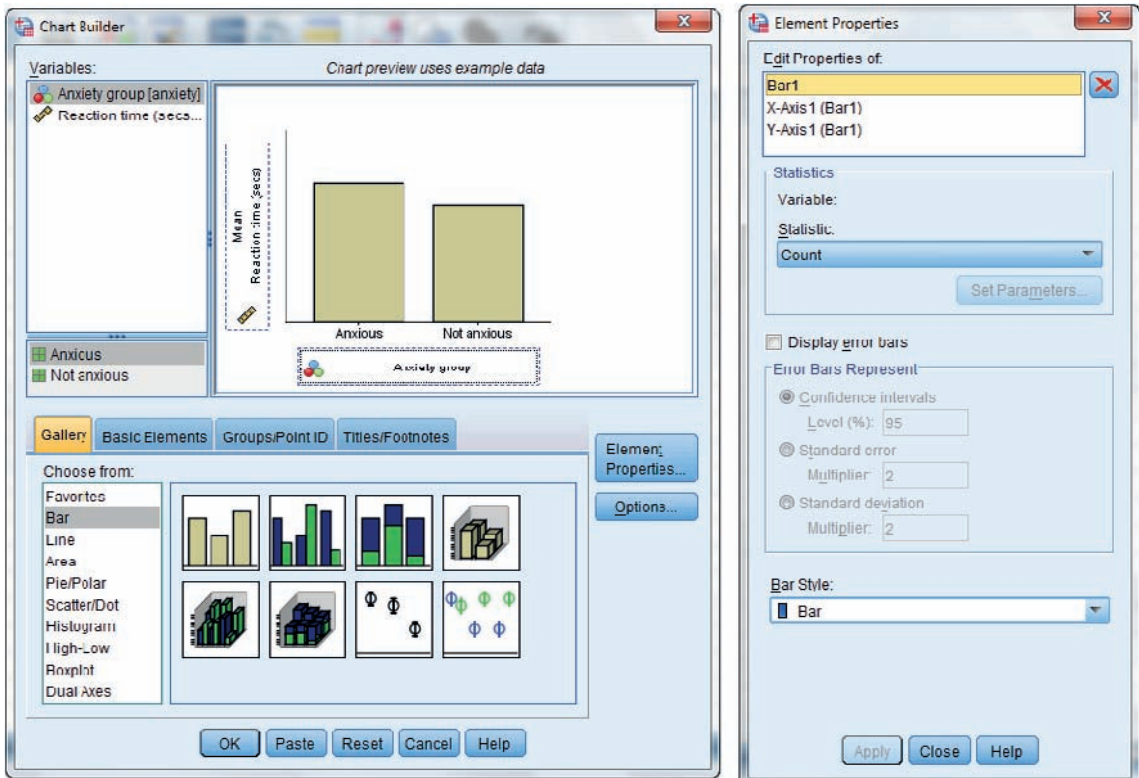 Chart Builder
Variables:
Chart preview uses example data
Anxiety group [anxiety]
Reaction time (secs...
Mean
Reaction time (secs)
Anxious
Not anxious
Anxiety group
Anxious
Not anxious
Gallery
Basic Elements
Groups/Point ID
Titles/Footnotes
Choose from:
Favorites
Bar
Line
Area
Pie/Polar
Scatter/Dot
Histogram
High-Low
Boxplot
Dual Axes
Element
Properties...
Options...
OK
Paste
Reset
Cancel
Help
Element Properties
Edit Properties of:
Bar1
X-Axis1 (Bar1)
Y-Axis1 (Bar1)
Statistics
Variable:
Statistic:
Count
Set Parameters...
Display error bars
Error Bars Represent
Confidence intervals
Level (%): 95
Standard error
Multiplier: 2
Standard deviation
Multiplier: 2
Bar Style:
Bar
Apply
Close
Help